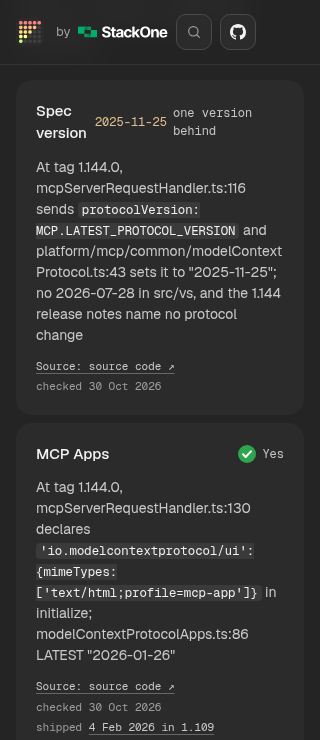 by StackOne
Spec version 2025-11-25 one version behind
At tag 1.144.0,
mcpServerRequestHandler.ts:116
sends protocolVersion:
MCP.LATEST_PROTOCOL_VERSION and
platform/mcp/common/modelContext
Protocol.ts:43 sets it to "2025-11-25";
no 2026-07-28 in src/vs, and the 1.144
release notes name no protocol
change
Source: source code ↗
checked 30 Oct 2026
MCP Apps Yes
At tag 1.144.0,
mcpServerRequestHandler.ts:130
declares
'io.modelcontextprotocol/ui':
{mimeTypes:
['text/html;profile=mcp-app']} in
initialize;
modelContextProtocolApps.ts:86
LATEST "2026-01-26"
Source: source code ↗
checked 30 Oct 2026
shipped 4 Feb 2026 in 1.109